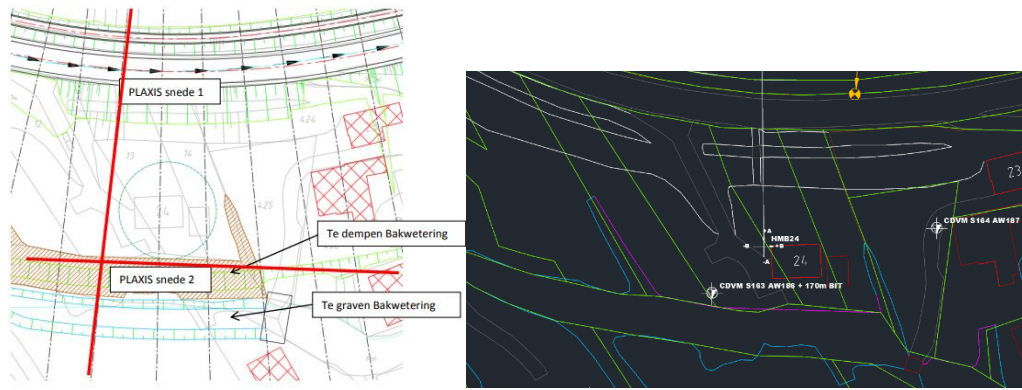 PLAXIS snede 1
424
13
14
24
425
Te dempen Bakwetering
PLAXIS snede 2
Te graven Bakwetering
23
CDVM S164 AW187
A
HMB24
B
B
A
24
CDVM S163 AW186 + 170m BIT